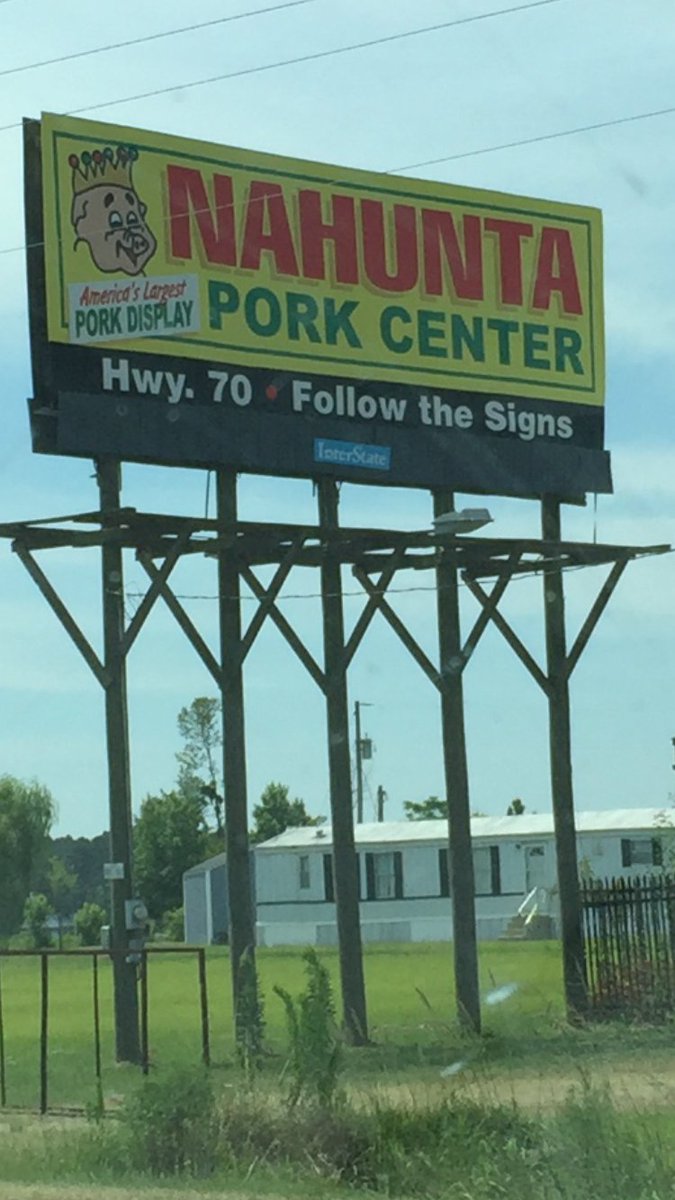 NAHUNTA
America's Largest
PORK DISPLAY
PORK CENTER
Hwy. 70 • Follow the Signs
InterState